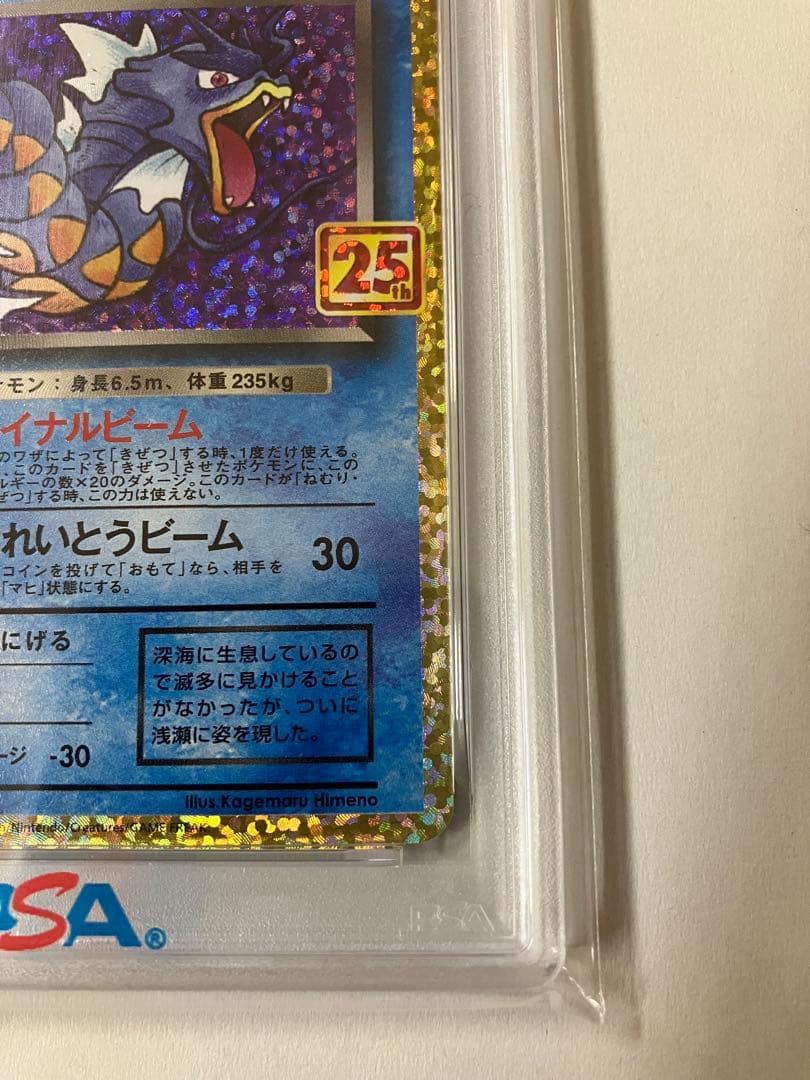 25th
ーモン：身長6.5m、 体重235kg
イナルビーム
のワザによって「きぜつ」する時、1度だけ使える。
、このカードを「きぜつ」させたポケモンに、この
ルギーの数×20のダメージ。このカードが「ねむり・
ぜつ」する時、この力は使えない。
れいとうビーム 30
コインを投げて「おもて」なら、相手を
「マヒ」状態にする。
にげる
深海に生息しているの
で滅多に見かけること
がなかったが、ついに
浅瀬に姿を現した。
ージ -30
Illus.Kagemaru Himeno
/Nintendo/Creatures/GAME FREAK.
PSA®
PSA